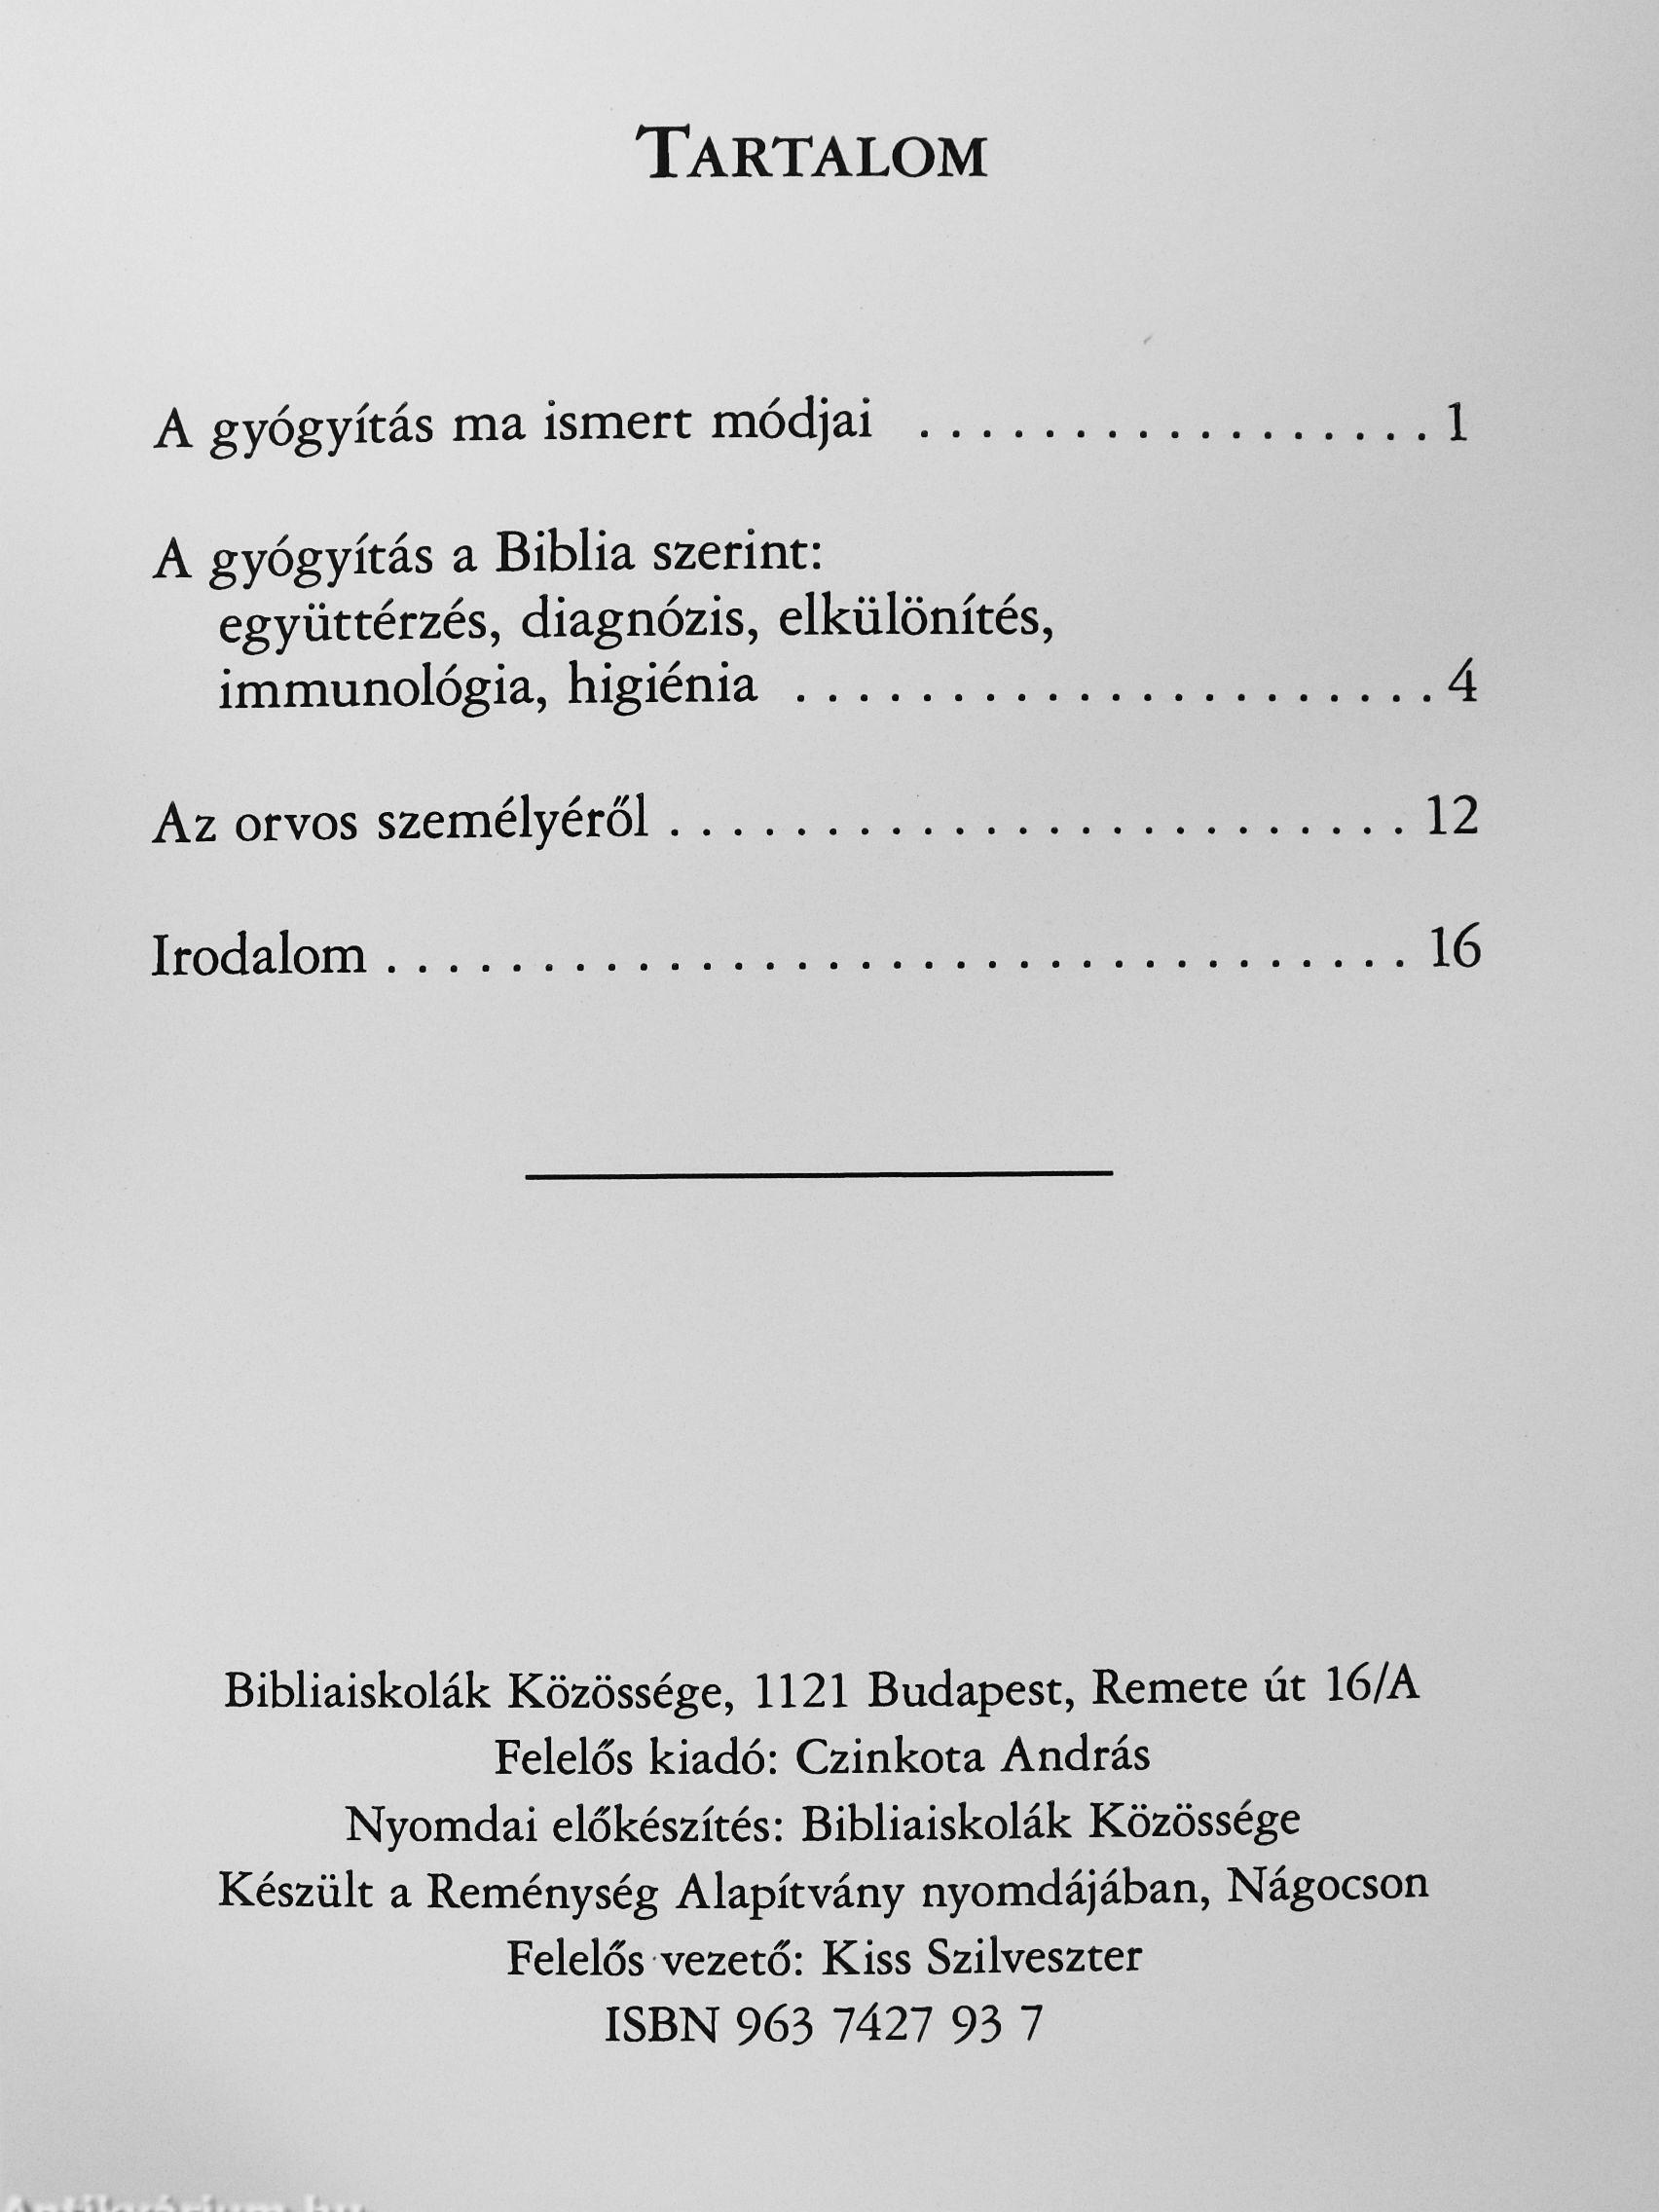 TARTALOM
A gyógyítás ma ismert módjai . . . . . . . . . . . . . . . . . 1
A gyógyítás a Biblia szerint:
együttérzés, diagnózis, elkülönítés,
immunológia, higiénia . . . . . . . . . . . . . . . . . . . . . 4
Az orvos személyéről . . . . . . . . . . . . . . . . . . . . . . . . 12
Irodalom . . . . . . . . . . . . . . . . . . . . . . . . . . . . . . . . . 16
Bibliaiskolák Közössége, 1121 Budapest, Remete út 16/A
Felelős kiadó: Czinkota András
Nyomdai előkészítés: Bibliaiskolák Közössége
Készült a Reménység Alapítvány nyomdájában, Nágocson
Felelős vezető: Kiss Szilveszter
ISBN 963 7427 93 7